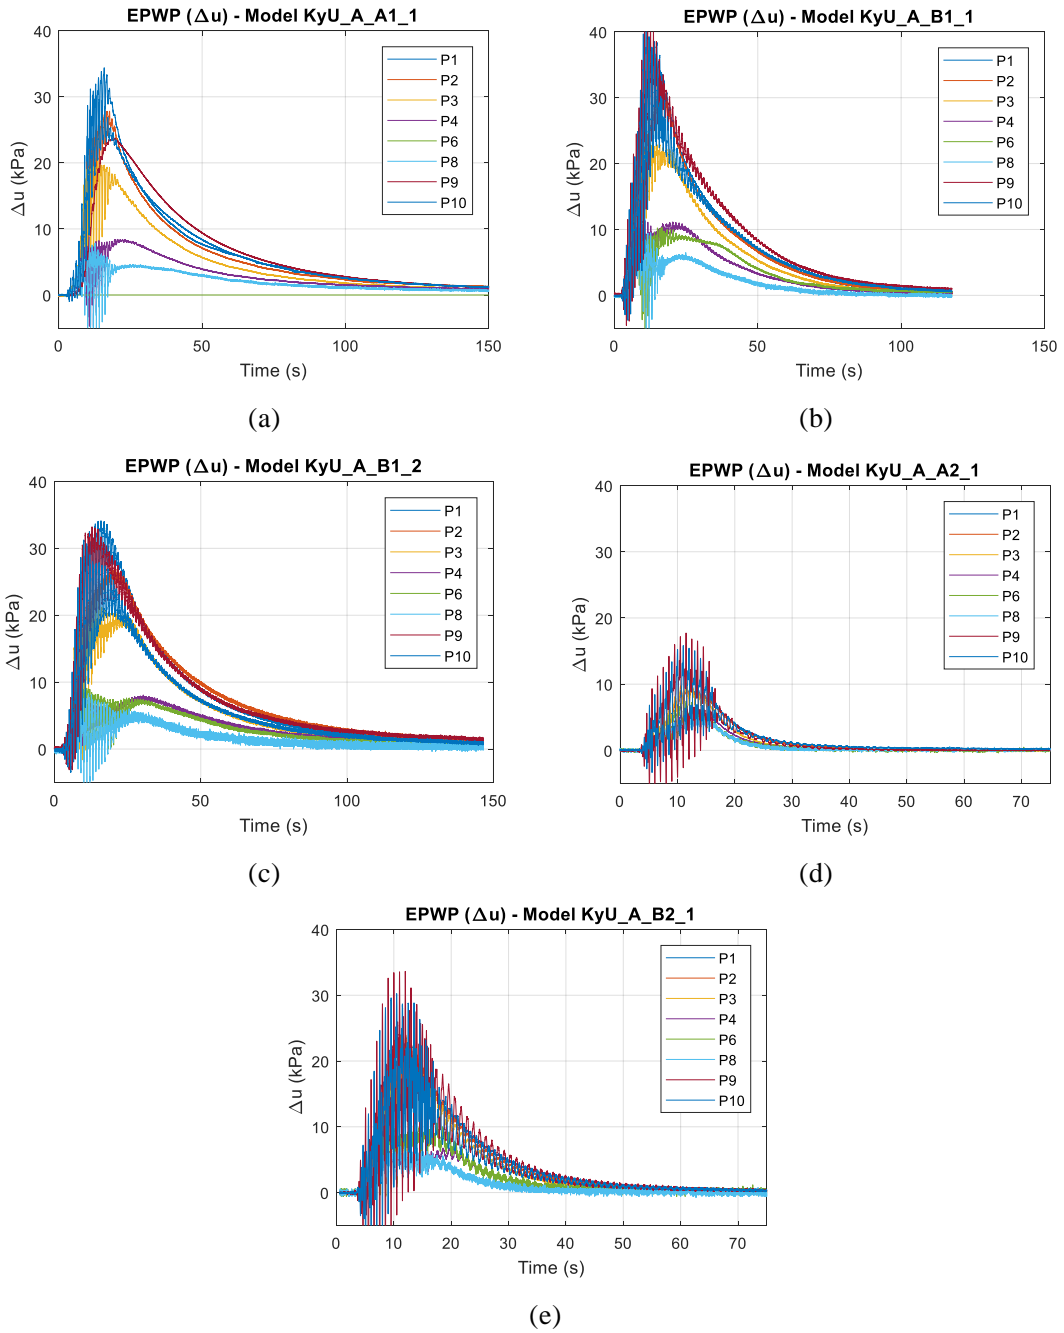 EPWP (Δu) - Model KyU_A_A1_1
Δu (kPa)
40
30
20
10
0
0
50
100
150
Time (s)
P1
P2
P3
P4
P6
P8
P9
P10
(a)
EPWP (Δu) - Model KyU_A_B1_1
Δu (kPa)
40
30
20
10
0
0
50
100
150
Time (s)
P1
P2
P3
P4
P6
P8
P9
P10
(b)
EPWP (Δu) - Model KyU_A_B1_2
Δu (kPa)
40
30
20
10
0
0
50
100
150
Time (s)
P1
P2
P3
P4
P6
P8
P9
P10
(c)
EPWP (Δu) - Model KyU_A_A2_1
Δu (kPa)
40
30
20
10
0
0
10
20
30
40
50
60
70
Time (s)
P1
P2
P3
P4
P6
P8
P9
P10
(d)
EPWP (Δu) - Model KyU_A_B2_1
Δu (kPa)
40
30
20
10
0
0
10
20
30
40
50
60
70
Time (s)
P1
P2
P3
P4
P6
P8
P9
P10
(e)